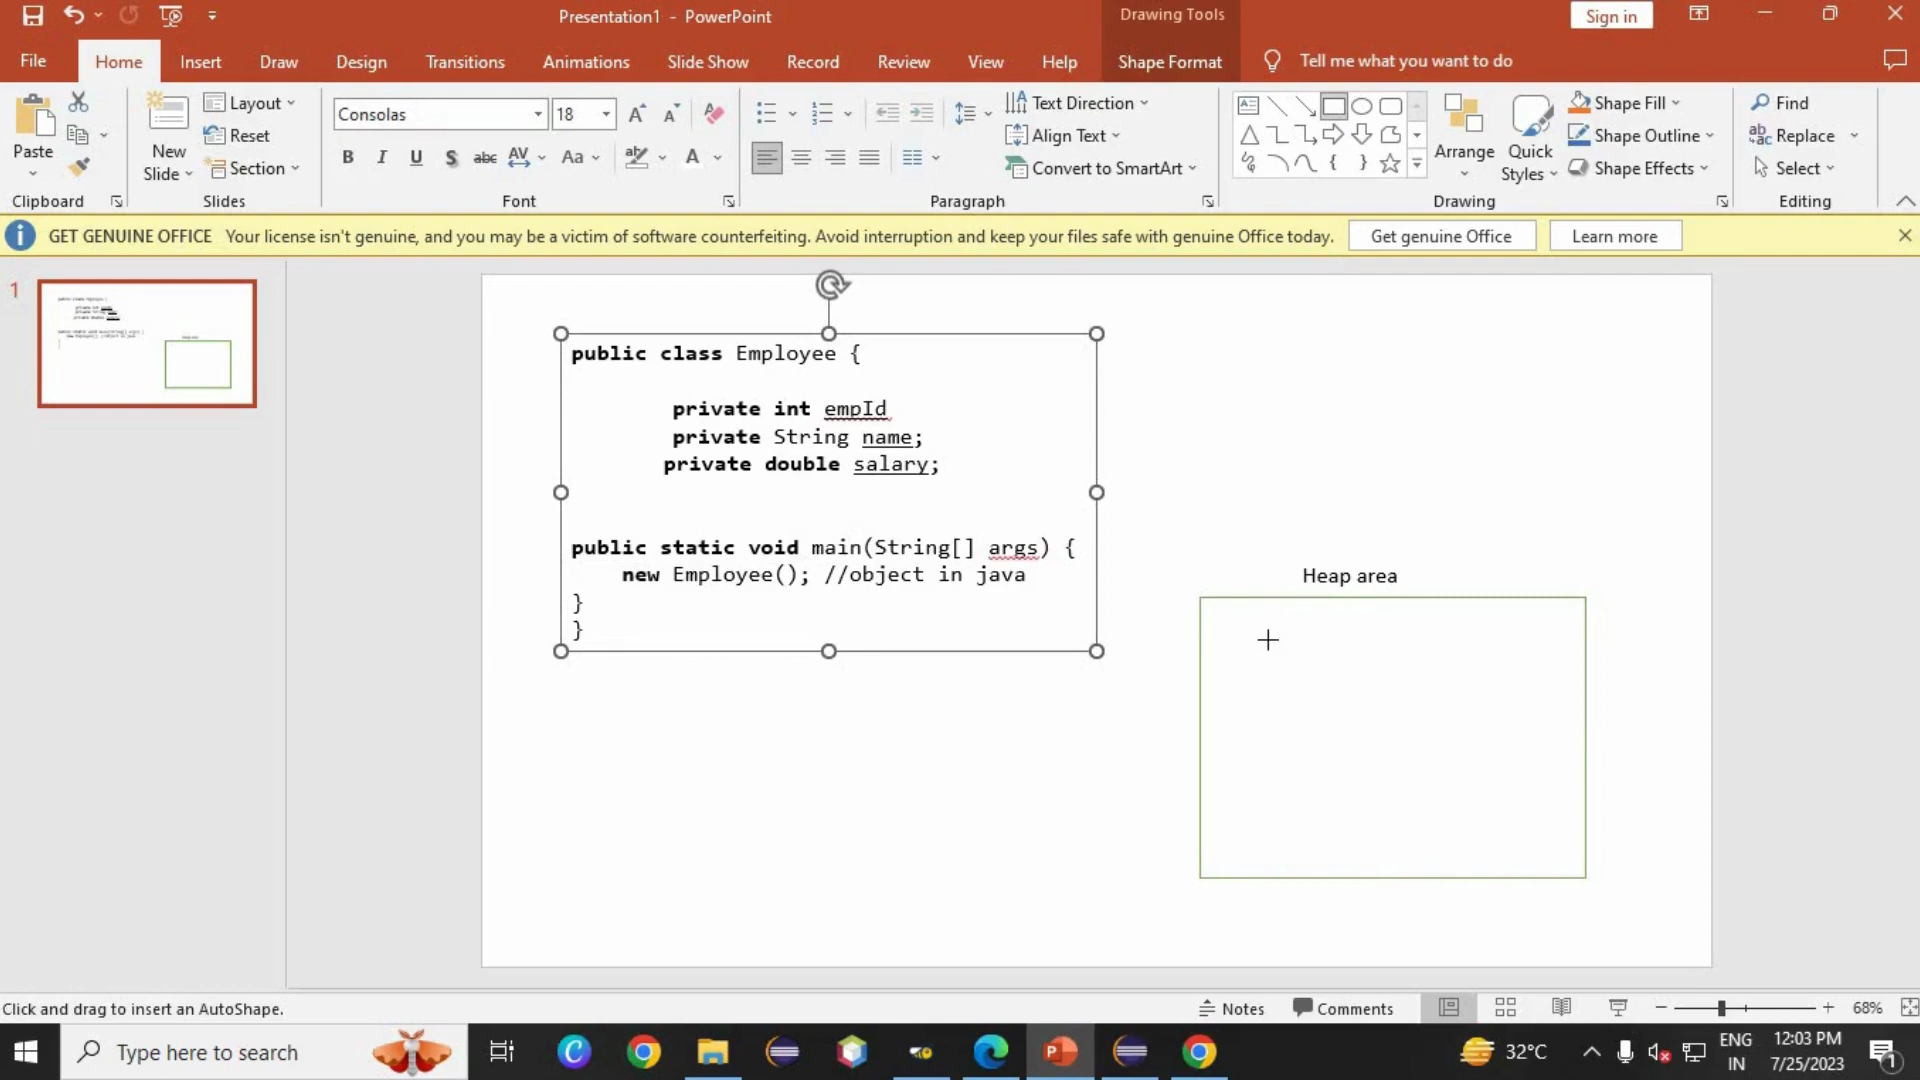 Presentation1 - PowerPoint
Drawing Tools
Sign in
File
Home
Insert
Draw
Design
Transitions
Animations
Slide Show
Record
Review
View
Help
Shape Format
Tell me what you want to do
Paste
Clipboard
New
Slide
Layout
Reset
Section
Slides
Consolas
18
B I U S abc AV Aa A
Font
Text Direction
Align Text
Convert to SmartArt
Paragraph
Arrange
Quick
Styles
Shape Fill
Shape Outline
Shape Effects
Drawing
Find
Replace
Select
Editing
GET GENUINE OFFICE Your license isn't genuine, and you may be a victim of software counterfeiting. Avoid interruption and keep your files safe with genuine Office today.
Get genuine Office
Learn more
1
public class Employee {
private int empId
private String name;
private double salary;
public static void main(String[] args) {
new Employee(); //object in java
}
}
Heap area
Click and drag to insert an AutoShape.
Notes
Comments
68%
Type here to search
32°C
ENG
IN
12:03 PM
7/25/2023
1